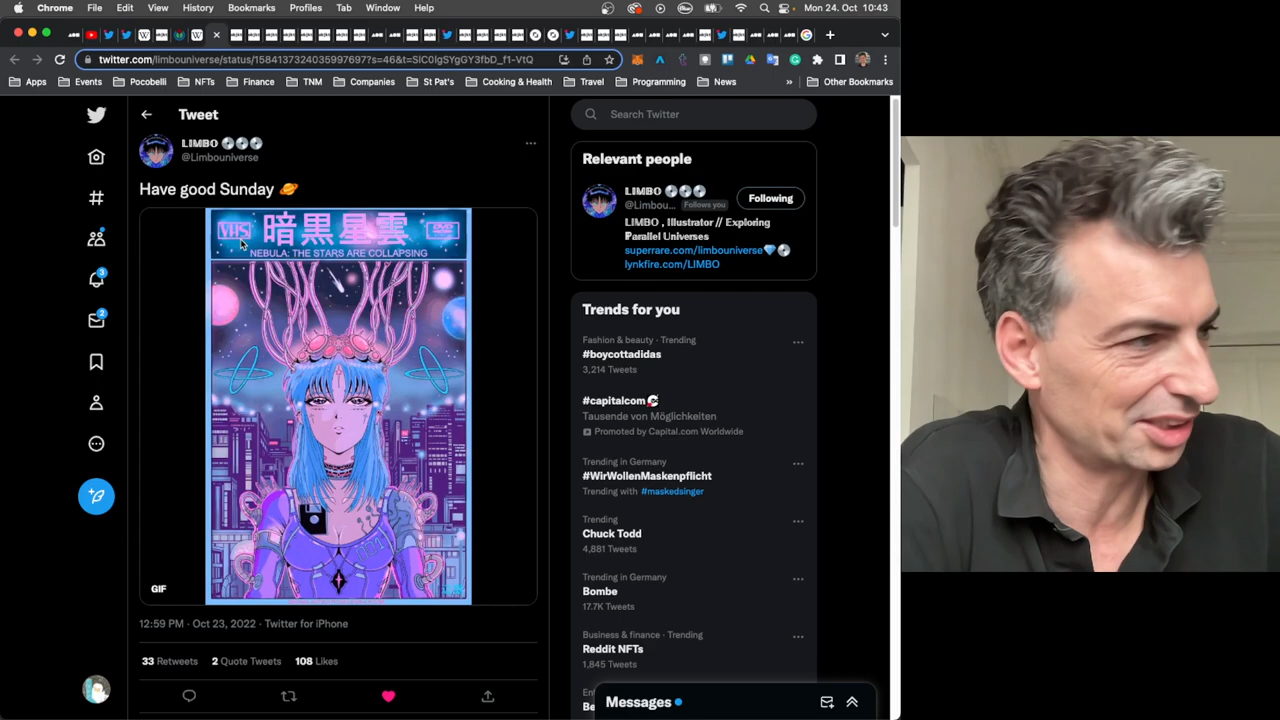 Chrome File Edit View History Bookmarks Profiles Tab Window Help Mon 24. Oct 10:43
twitter.com/limbouniverse/status/1584137324035997697?s=46&t=SIC0IgSYgGY3fbD_f1-VtQ
Apps Events Pocobelli NFTs Finance TNM Companies St Pat's Cooking & Health Travel Programming News » Other Bookmarks
Tweet
LIMBO
@Limbouniverse
Have good Sunday
VHS 暗黒星雲 DVD
NEBULA: THE STARS ARE COLLAPSING
GIF
12:59 PM · Oct 23, 2022 · Twitter for iPhone
33 Retweets 2 Quote Tweets 108 Likes
3
2
Search Twitter
Relevant people
LIMBO
@Limbou... Follows you
Following
LIMBO , Illustrator // Exploring
Parallel Universes
superrare.com/limbouniverse
lynkfire.com/LIMBO
Trends for you
Fashion & beauty · Trending
#boycottadidas
3,214 Tweets
#capitalcom
Tausende von Möglichkeiten
Promoted by Capital.com Worldwide
Trending in Germany
#WirWollenMaskenpflicht
Trending with #maskedsinger
Trending
Chuck Todd
4,881 Tweets
Trending in Germany
Bombe
17.7K Tweets
Business & finance · Trending
Reddit NFTs
1,845 Tweets
Messages